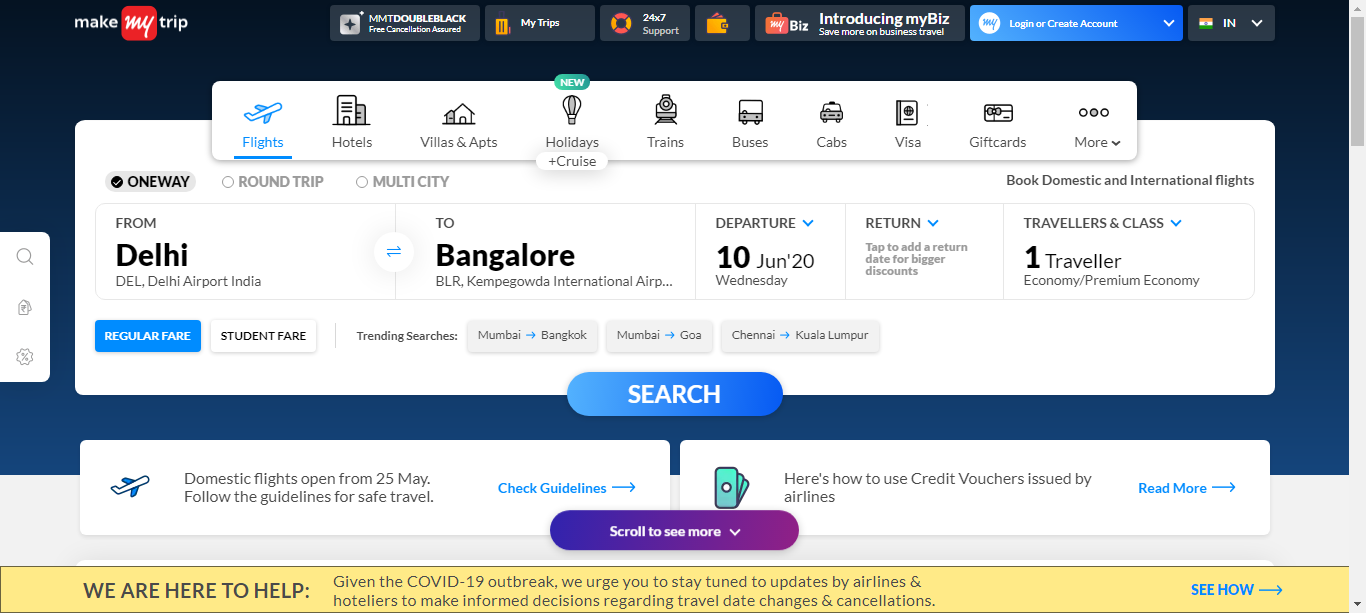 make my trip
MMTDOUBLEBLACK
Free Cancellation Assured
My Trips
24x7
Support
my Biz
Introducing myBiz
Save more on business travel
my
Login or Create Account
IN
NEW
Flights
Hotels
Villas & Apts
Holidays
Trains
Buses
Cabs
Visa
Giftcards
More
+Cruise
ONEWAY
ROUND TRIP
MULTI CITY
Book Domestic and International flights
FROM
Delhi
DEL, Delhi Airport India
TO
Bangalore
BLR, Kempegowda International Airp...
DEPARTURE
10 Jun'20
Wednesday
RETURN
Tap to add a return
date for bigger
discounts
TRAVELLERS & CLASS
1 Traveller
Economy/Premium Economy
REGULAR FARE
STUDENT FARE
Trending Searches:
Mumbai → Bangkok
Mumbai → Goa
Chennai → Kuala Lumpur
SEARCH
Domestic flights open from 25 May.
Follow the guidelines for safe travel.
Check Guidelines
Here's how to use Credit Vouchers issued by
airlines
Read More
Scroll to see more
WE ARE HERE TO HELP:
Given the COVID-19 outbreak, we urge you to stay tuned to updates by airlines &
hoteliers to make informed decisions regarding travel date changes & cancellations.
SEE HOW